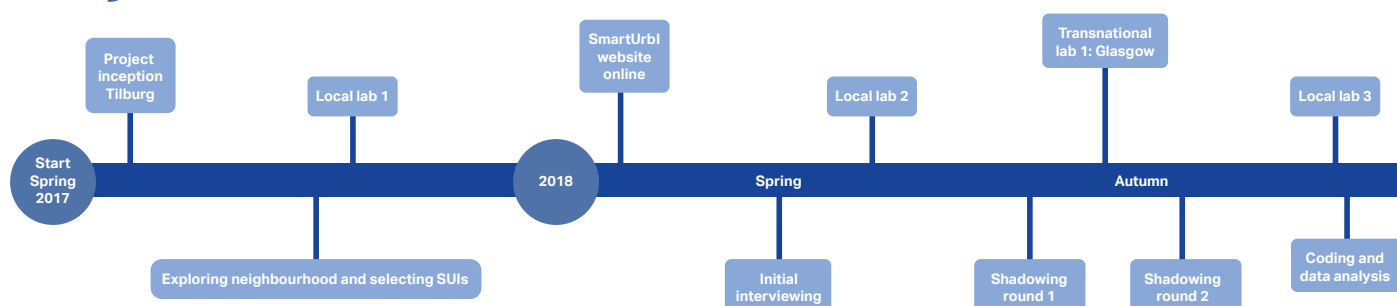 Project
inception
Tilburg
Local lab 1
SmartUrbI
website
online
Local lab 2
Transnational
lab 1: Glasgow
Local lab 3
Start
Spring
2017
2018
Spring
Autumn
Exploring neighbourhood and selecting SUIs
Initial
interviewing
Shadowing
round 1
Shadowing
round 2
Coding and
data analysis